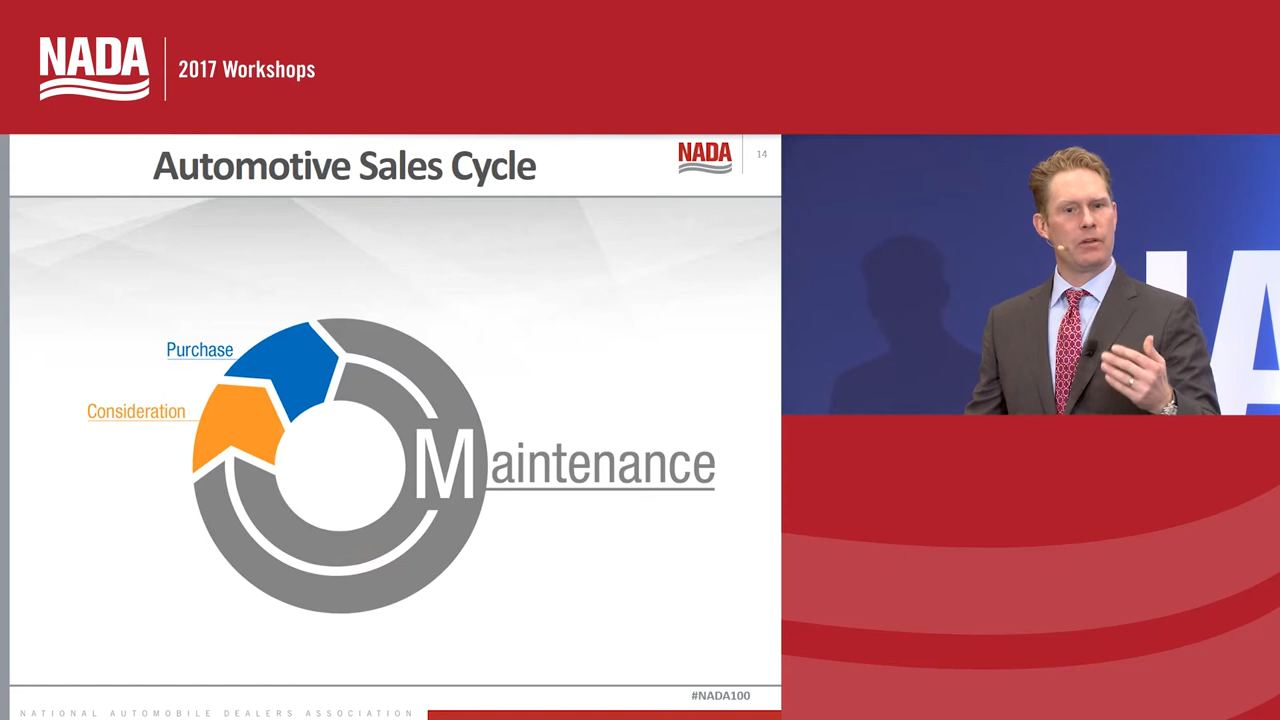 NADA
2017 Workshops
Automotive Sales Cycle
NADA
14
Purchase
Consideration
Maintenance
#NADA100
NATIONAL AUTOMOBILE DEALERS ASSOCIATION